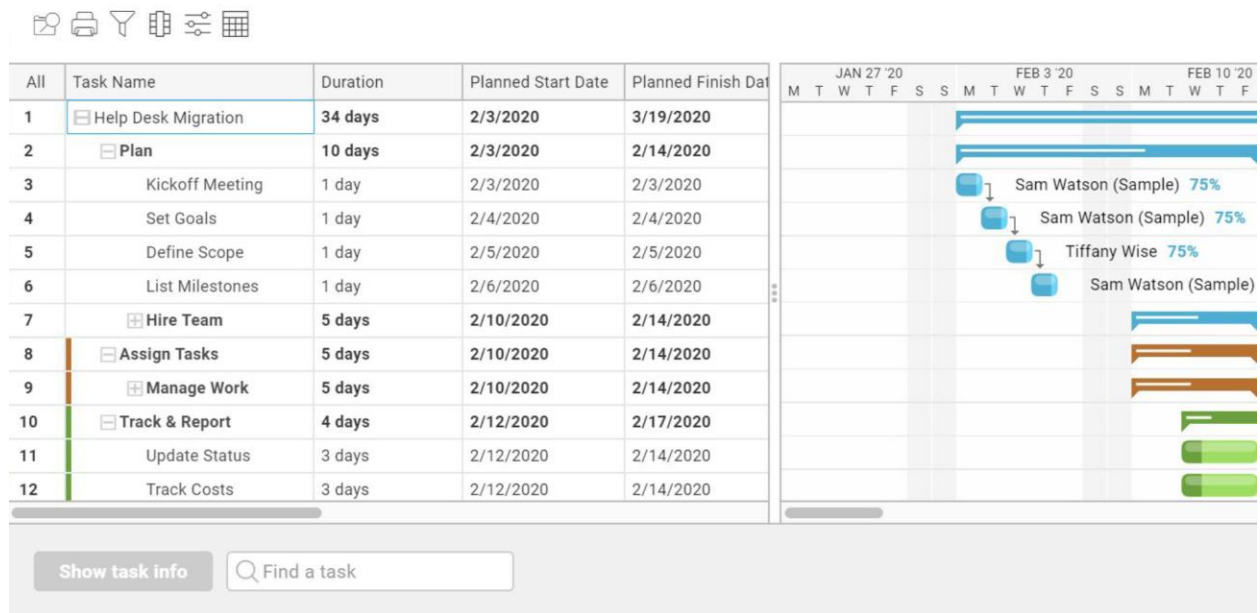 All Task Name Duration Planned Start Date Planned Finish Dat JAN 27 '20 FEB 3 '20 FEB 10 '20
M T W T F S S M T W T F S S M T W T F
1 Help Desk Migration 34 days 2/3/2020 3/19/2020
2 Plan 10 days 2/3/2020 2/14/2020
3 Kickoff Meeting 1 day 2/3/2020 2/3/2020 Sam Watson (Sample) 75%
4 Set Goals 1 day 2/4/2020 2/4/2020 Sam Watson (Sample) 75%
5 Define Scope 1 day 2/5/2020 2/5/2020 Tiffany Wise 75%
6 List Milestones 1 day 2/6/2020 2/6/2020 Sam Watson (Sample)
7 Hire Team 5 days 2/10/2020 2/14/2020
8 Assign Tasks 5 days 2/10/2020 2/14/2020
9 Manage Work 5 days 2/10/2020 2/14/2020
10 Track & Report 4 days 2/12/2020 2/17/2020
11 Update Status 3 days 2/12/2020 2/14/2020
12 Track Costs 3 days 2/12/2020 2/14/2020
Show task info Find a task